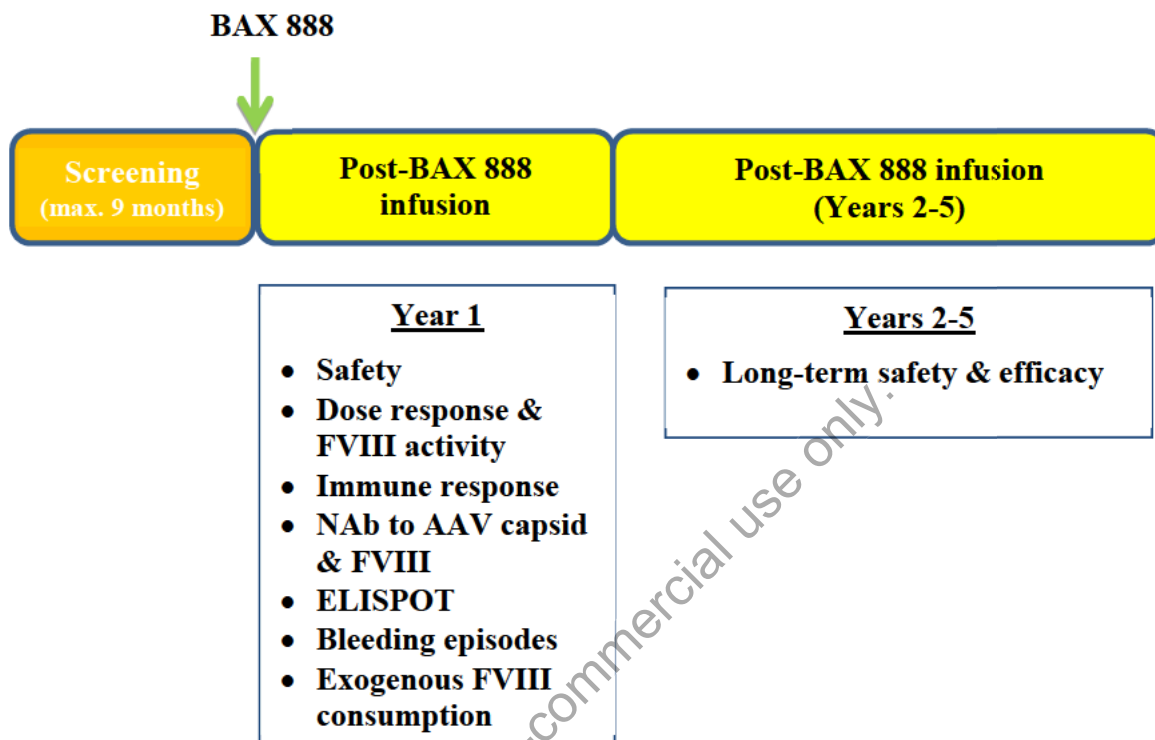 BAX 888
Screening
(max. 9 months)
Post-BAX 888
infusion
Post-BAX 888 infusion
(Years 2-5)
Year 1
• Safety
• Dose response &
FVIII activity
• Immune response
• NAb to AAV capsid
& FVIII
• ELISPOT
• Bleeding episodes
• Exogenous FVIII
consumption
Years 2-5
• Long-term safety & efficacy
-commercial use only.